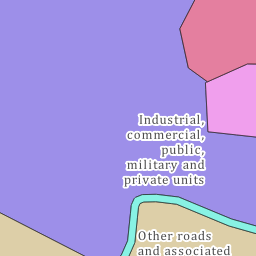 Industrial,
commercial,
public,
military and
private units
Other roads
and associated